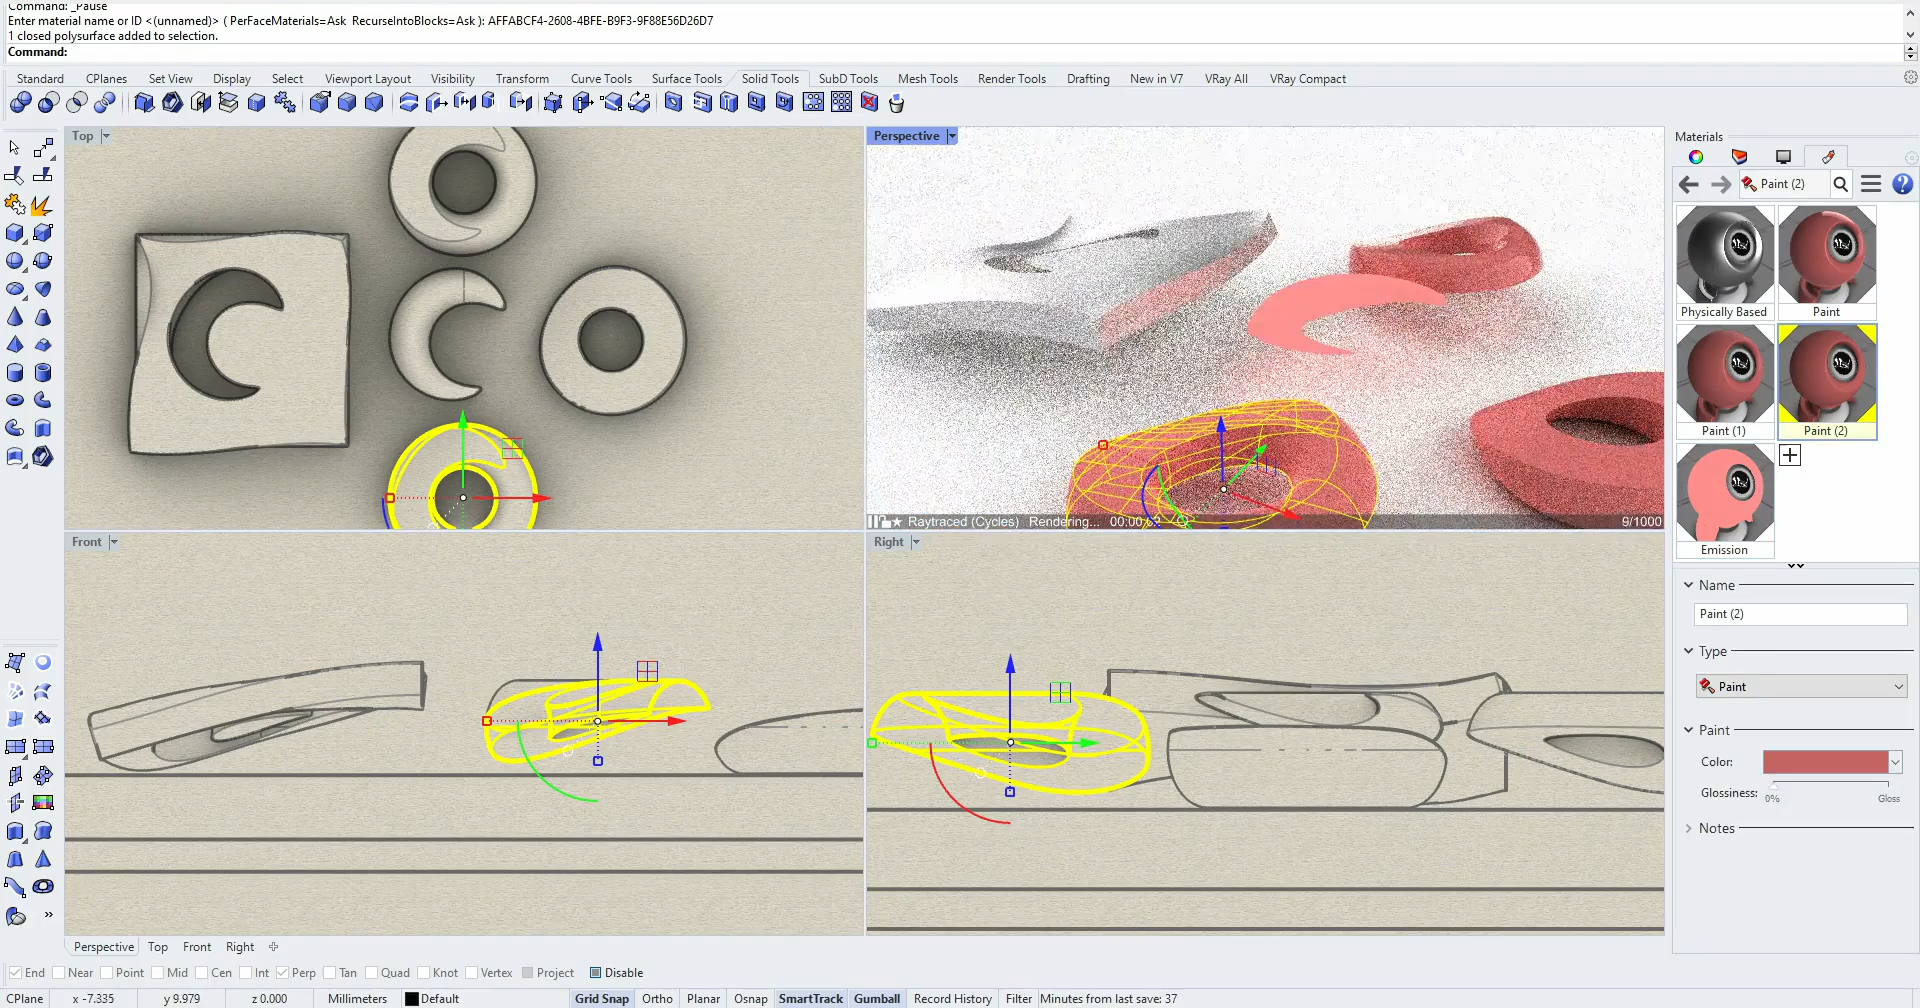 Command: _Pause
Enter material name or ID <(unnamed)> ( PerFaceMaterials=Ask RecurseIntoBlocks=Ask ): AFFABCF4-2608-4BFE-B9F3-9F88E56D26D7
1 closed polysurface added to selection.
Command:
Standard CPlanes Set View Display Select Viewport Layout Visibility Transform Curve Tools Surface Tools Solid Tools SubD Tools Mesh Tools Render Tools Drafting New in V7 VRay All VRay Compact
Top
Perspective
Materials
Paint (2)
Physically Based Paint
Paint (1) Paint (2)
Emission
Raytraced (Cycles) Rendering... 9/1000
Front
Right
Name
Paint (2)
Type
Paint
Paint
Color:
Glossiness: 0% Gloss
Notes
Perspective Top Front Right
End Near Point Mid Cen Int Perp Tan Quad Knot Vertex Project Disable
CPlane x -7.335 y 9.979 z 0.000 Millimeters Default Grid Snap Ortho Planar Osnap SmartTrack Gumball Record History Filter Minutes from last save: 37